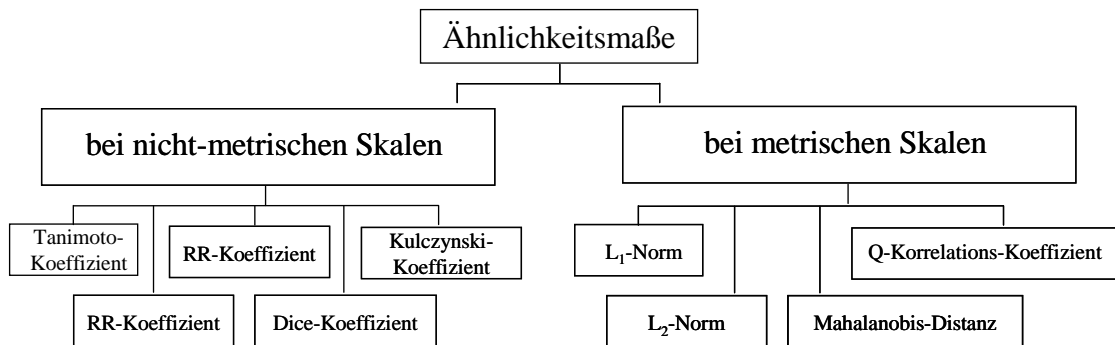 Ähnlichkeitsmaße
bei nicht-metrischen Skalen
bei metrischen Skalen
Tanimoto-
Koeffizient
RR-Koeffizient
Kulczynski-
Koeffizient
RR-Koeffizient
Dice-Koeffizient
L₁-Norm
Q-Korrelations-Koeffizient
L₂-Norm
Mahalanobis-Distanz